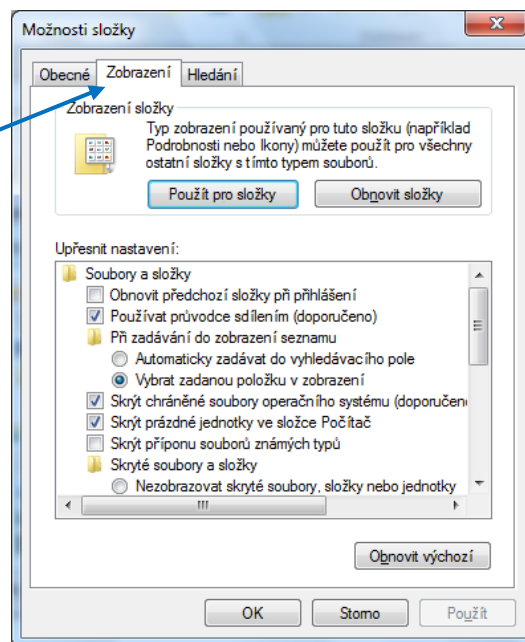 Možnosti složky
Obecné Zobrazení Hledání
Zobrazení složky
Typ zobrazení používaný pro tuto složku (například
Podrobnosti nebo Ikony) můžete použít pro všechny
ostatní složky s tímto typem souborů.
Použít pro složky Obnovit složky
Upřesnit nastavení:
Soubory a složky
Obnovit předchozí složky při přihlášení
Používat průvodce sdílením (doporučeno)
Při zadávání do zobrazení seznamu
Automaticky zadávat do vyhledávacího pole
Vybrat zadanou položku v zobrazení
Skrýt chráněné soubory operačního systému (doporučen
Skrýt prázdné jednotky ve složce Počítač
Skrýt příponu souborů známých typů
Skryté soubory a složky
Nezobrazovat skryté soubory, složky nebo jednotky
Obnovit výchozí
OK Storno Použít